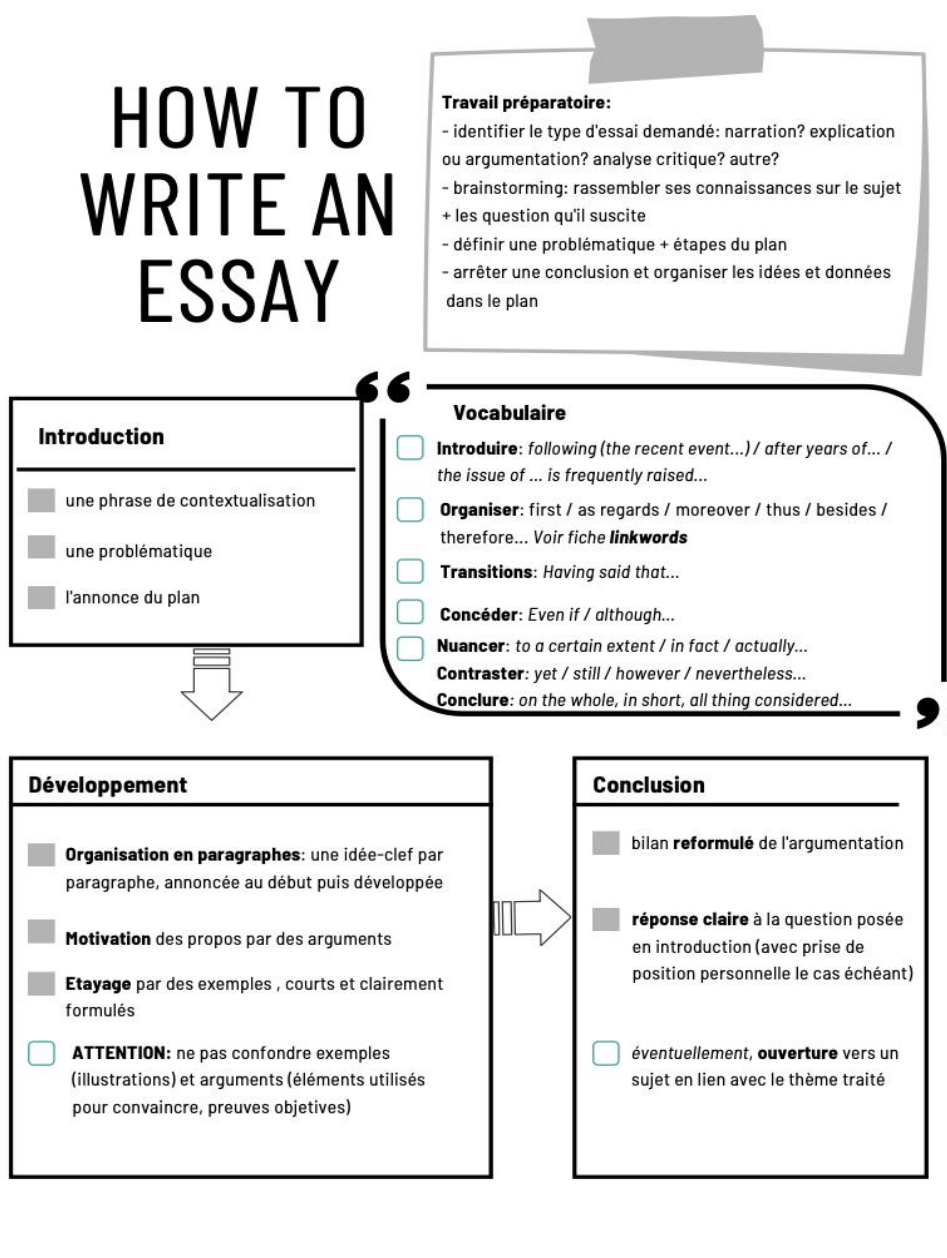 HOW TO
WRITE AN
ESSAY
Travail préparatoire:
- identifier le type d'essai demandé: narration? explication
ou argumentation? analyse critique? autre?
- brainstorming: rassembler ses connaissances sur le sujet
+ les question qu'il suscite
- définir une problématique + étapes du plan
- arrêter une conclusion et organiser les idées et données
dans le plan
Introduction
une phrase de contextualisation
une problématique
l'annonce du plan
Vocabulaire
Introduire: following (the recent event...) / after years of... /
the issue of ... is frequently raised...
Organiser: first / as regards / moreover / thus / besides /
therefore... Voir fiche linkwords
Transitions: Having said that...
Concéder: Even if / although...
Nuancer: to a certain extent / in fact / actually...
Contraster: yet / still / however / nevertheless...
Conclure: on the whole, in short, all thing considered...
Développement
Organisation en paragraphes: une idée-clef par
paragraphe, annoncée au début puis développée
Motivation des propos par des arguments
Etayage par des exemples , courts et clairement
formulés
ATTENTION: ne pas confondre exemples
(illustrations) et arguments (éléments utilisés
pour convaincre, preuves objetives)
Conclusion
bilan reformulé de l'argumentation
réponse claire à la question posée
en introduction (avec prise de
position personnelle le cas échéant)
éventuellement, ouverture vers un
sujet en lien avec le thème traité